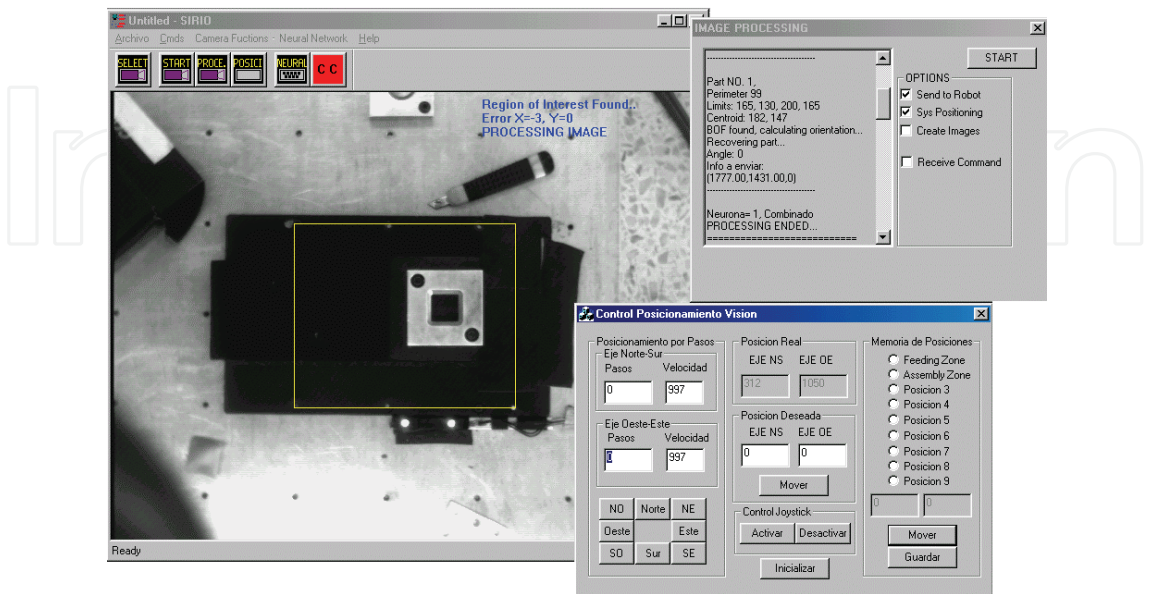 Untitled - SIRIO
Archivo Cmds Camera Fuctions Neural Network Help
SELECT START PROCE. POSICI NEURAL C C
Region of Interest Found..
Error X=-3, Y=0
PROCESSING IMAGE
Ready
IMAGE PROCESSING
----------------------------------
Part NO. 1,
Perimeter 99
Limits: 165, 130, 200, 165
Centroid: 182, 147
BOF found, calculating orientation...
Recovering part...
Angle: 0
Info a enviar:
(1777.00,1431.00,0)
----------------------------------
Neurona= 1, Combinado
PROCESSING ENDED...
===========================
START
OPTIONS
Send to Robot
Sys Positioning
Create Images
Receive Command
Control Posicionamiento Vision
Posicionamiento por Pasos
Eje Norte-Sur
Pasos Velocidad
0 997
Eje Oeste-Este
Pasos Velocidad
0 997
NO Norte NE
Oeste Este
SO Sur SE
Posicion Real
EJE NS EJE OE
312 1050
Posicion Deseada
EJE NS EJE OE
0 0
Mover
Control Joystick
Activar Desactivar
Inicializar
Memoria de Posiciones
Feeding Zone
Assembly Zone
Posicion 3
Posicion 4
Posicion 5
Posicion 6
Posicion 7
Posicion 8
Posicion 9
0 0
Mover
Guardar